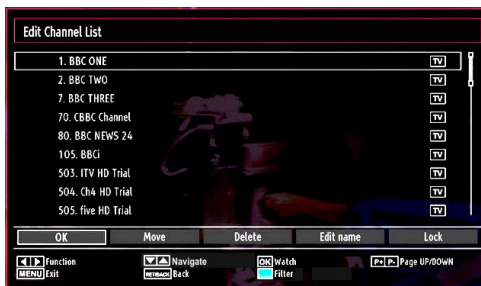 Edit Channel List
1. BBC ONE TV
2. BBC TWO TV
7. BBC THREE TV
70. CBBC Channel TV
80. BBC NEWS 24 TV
105. BBCi TV
503. ITV HD Trial TV
504. Ch4 HD Trial TV
505. five HD Trial TV
OK Move Delete Edit name Lock
Function Navigate OK Watch P+ P- Page UP/DOWN
MENU Exit RET/BACK Back Filter